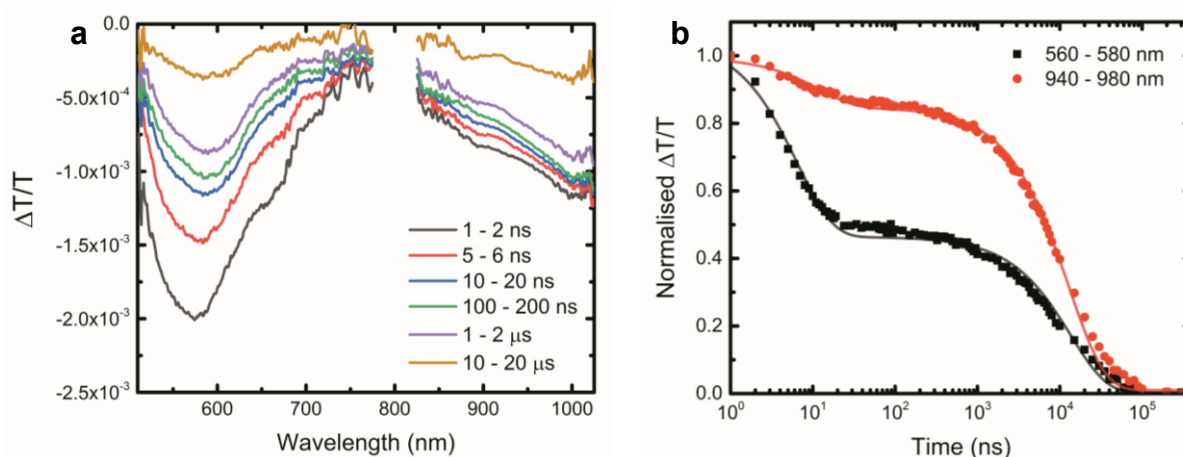 a
0.0
-5.0x10⁻⁴
-1.0x10⁻³
-1.5x10⁻³
-2.0x10⁻³
-2.5x10⁻³
ΔT/T
1 - 2 ns
5 - 6 ns
10 - 20 ns
100 - 200 ns
1 - 2 μs
10 - 20 μs
600 700 800 900 1000
Wavelength (nm)
b
560 - 580 nm
940 - 980 nm
1.0
0.8
0.6
0.4
0.2
0.0
Normalised ΔT/T
10⁰ 10¹ 10² 10³ 10⁴ 10⁵
Time (ns)